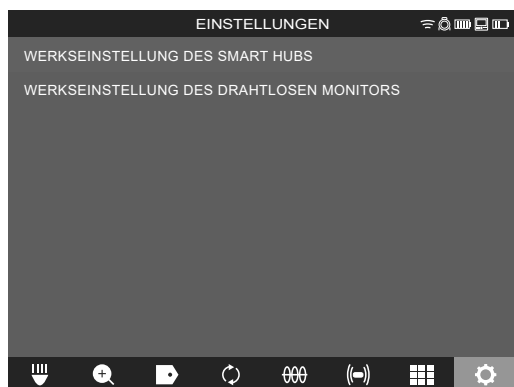 EINSTELLUNGEN
WERKSEINSTELLUNG DES SMART HUBS
WERKSEINSTELLUNG DES DRAHTLOSEN MONITORS